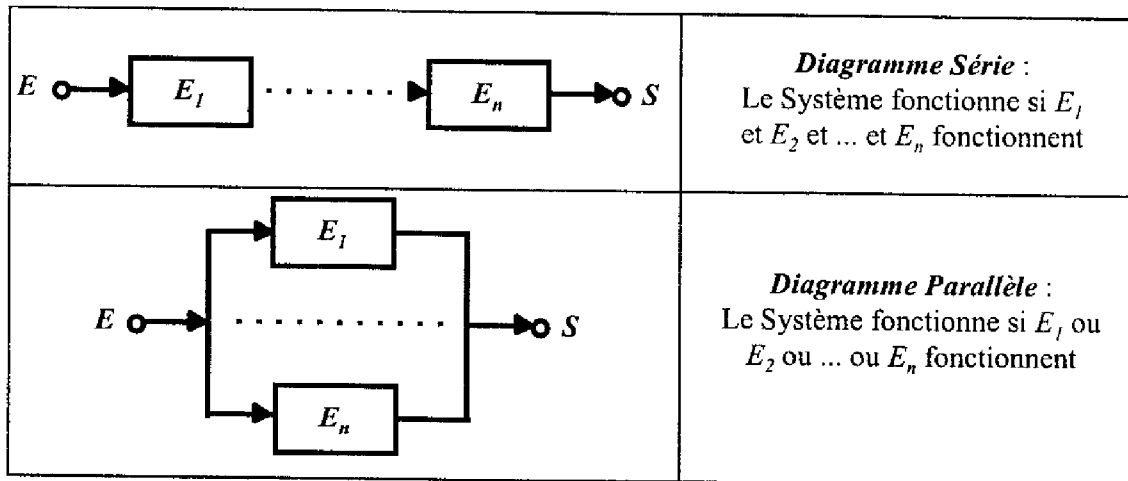 E E₁ . . . . . . . Eₙ S
Diagramme Série :
Le Système fonctionne si E₁
et E₂ et ... et Eₙ fonctionnent
E₁
E . . . . . . . . . . . . . S
Eₙ
Diagramme Parallèle :
Le Système fonctionne si E₁ ou
E₂ ou ... ou Eₙ fonctionnent